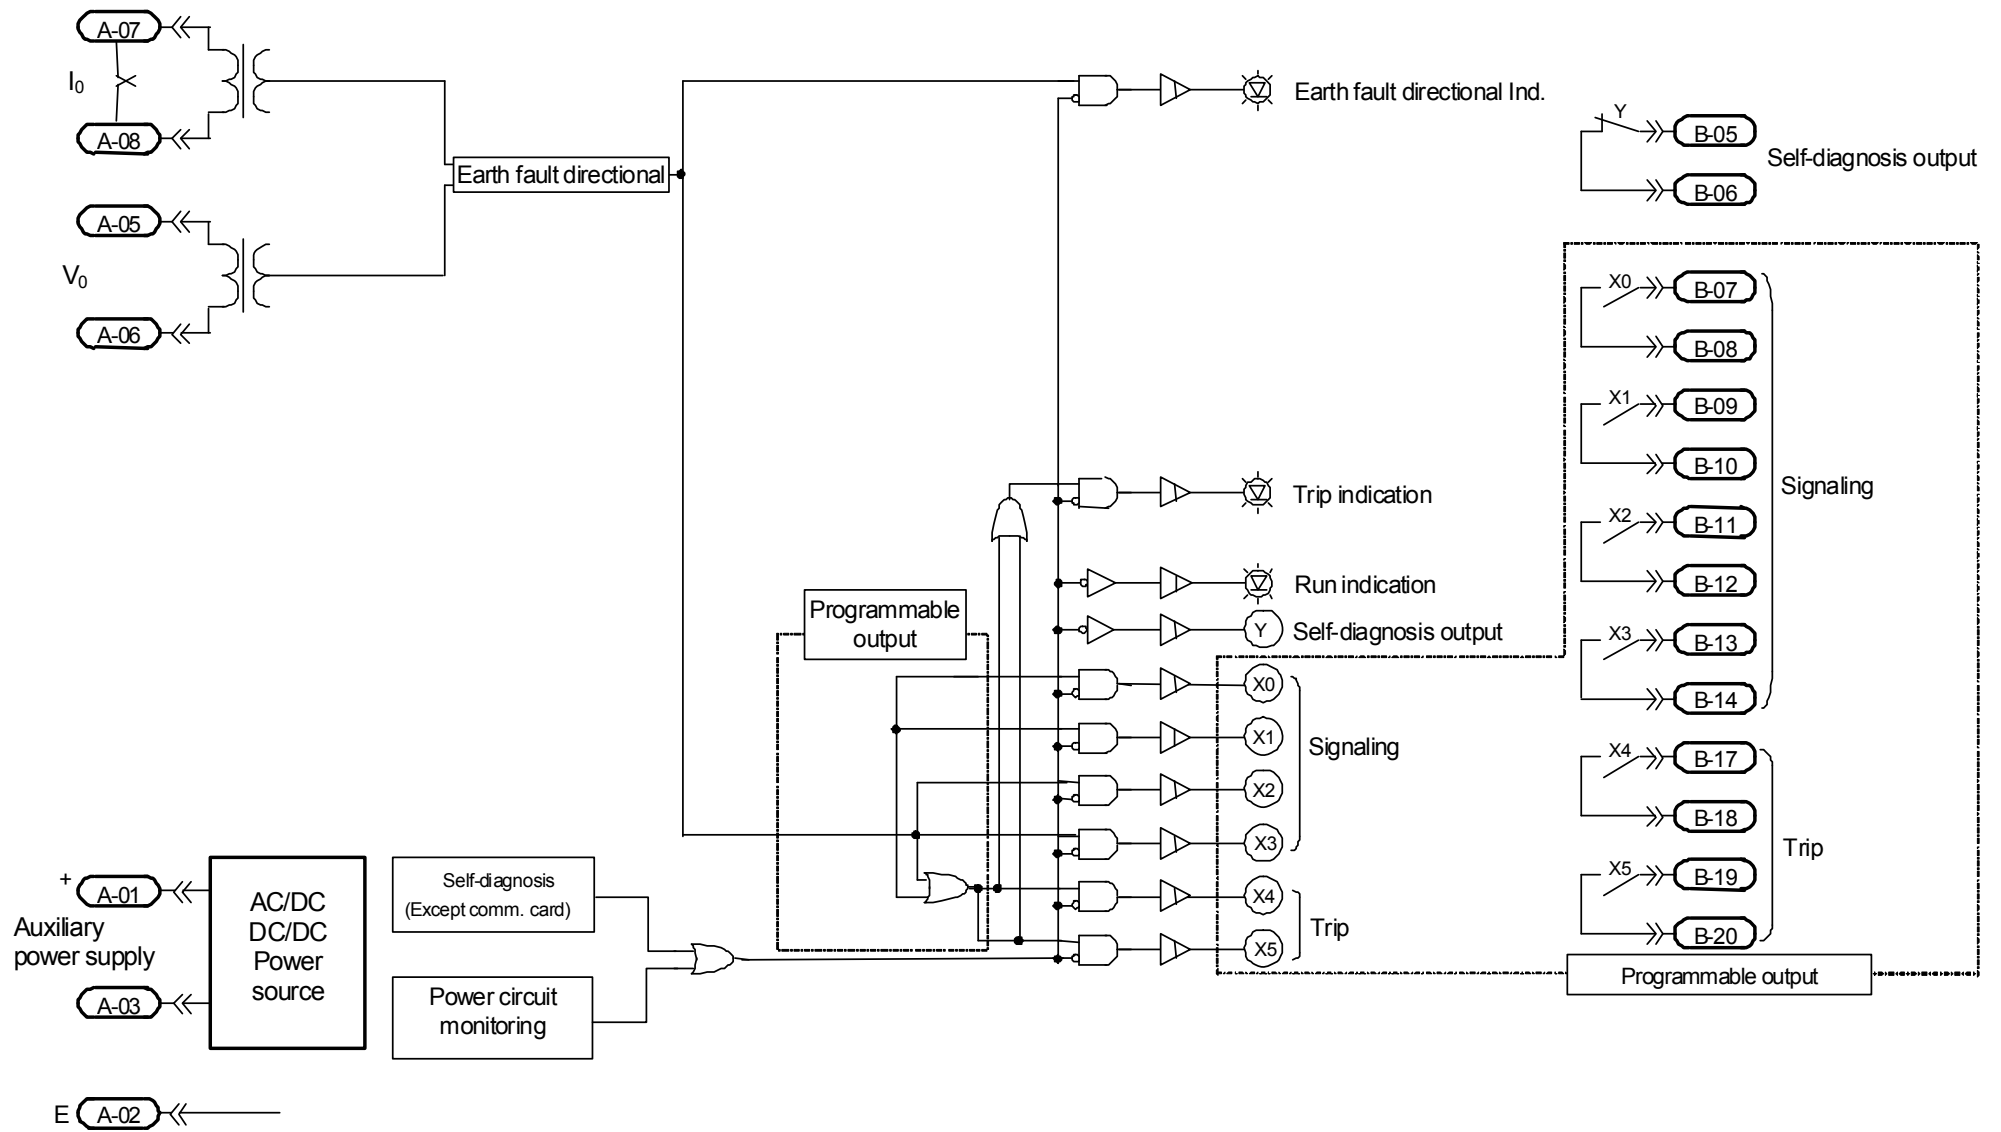 A-07
I0
A-08
A-05
V0
A-06
Earth fault directional
Earth fault directional Ind.
Y
B-05
Self-diagnosis output
B-06
X0
B-07
B-08
X1
B-09
B-10
X2
B-11
B-12
X3
B-13
B-14
Signaling
X4
B-17
B-18
X5
B-19
B-20
Trip
Programmable output
Trip indication
Run indication
Y
Self-diagnosis output
Programmable
output
X0
X1
X2
X3
Signaling
X4
X5
Trip
+
A-01
Auxiliary
power supply
A-03
AC/DC
DC/DC
Power
source
Self-diagnosis
(Except comm. card)
Power circuit
monitoring
E
A-02